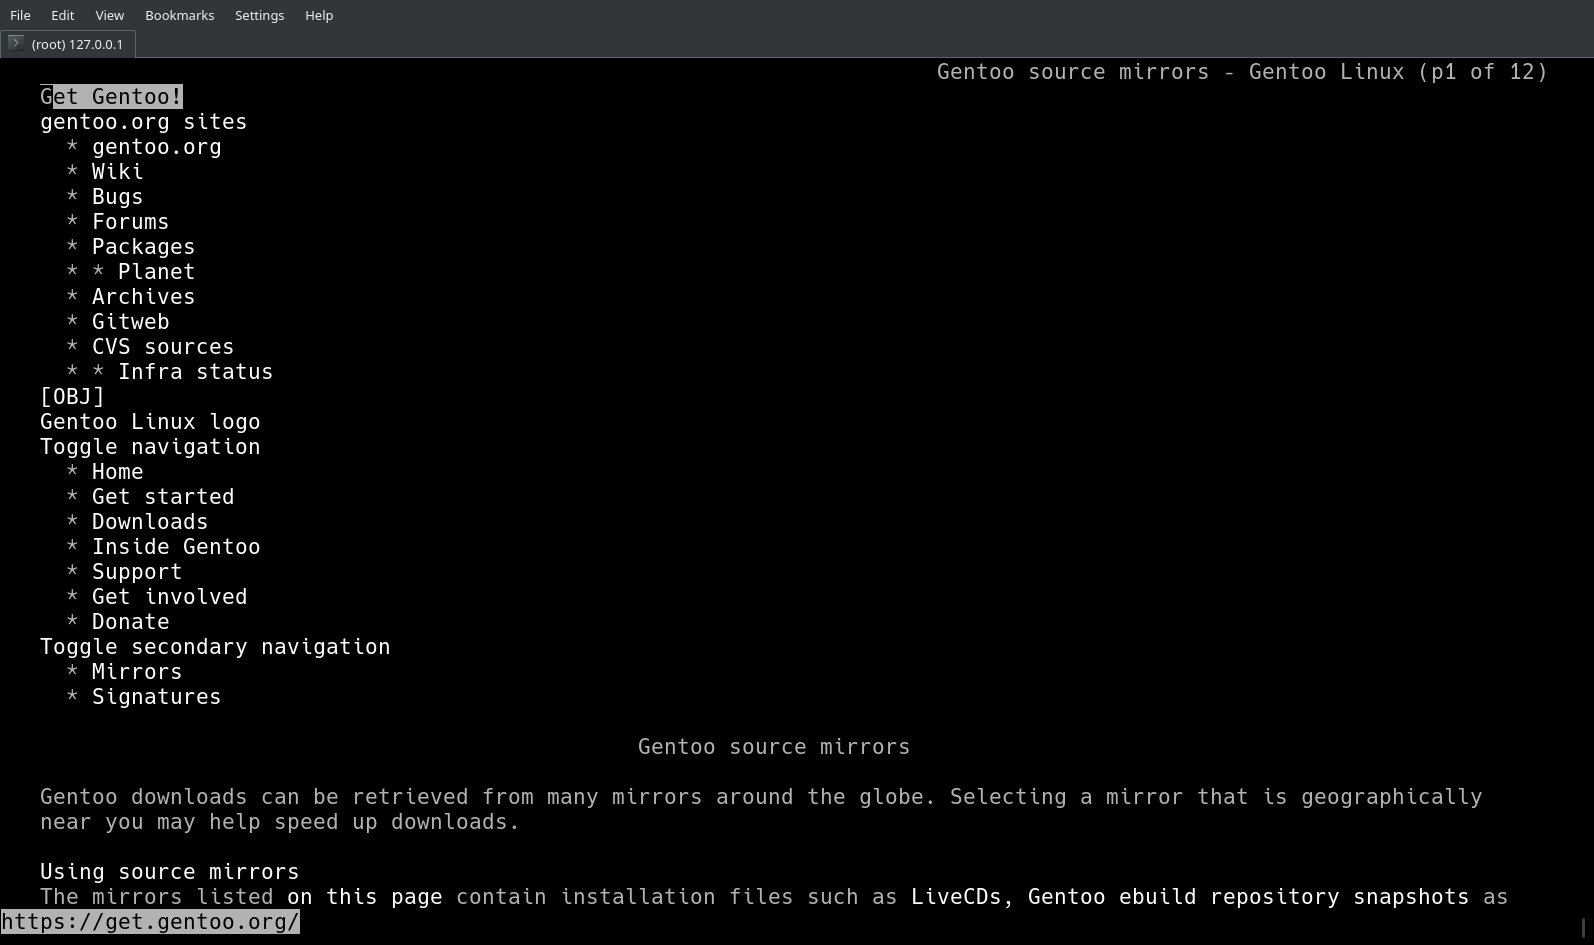 File Edit View Bookmarks Settings Help
(root) 127.0.0.1
Gentoo source mirrors - Gentoo Linux (p1 of 12)
Get Gentoo!
gentoo.org sites
* gentoo.org
* Wiki
* Bugs
* Forums
* Packages
* * Planet
* Archives
* Gitweb
* CVS sources
* * Infra status
[OBJ]
Gentoo Linux logo
Toggle navigation
* Home
* Get started
* Downloads
* Inside Gentoo
* Support
* Get involved
* Donate
Toggle secondary navigation
* Mirrors
* Signatures
Gentoo source mirrors
Gentoo downloads can be retrieved from many mirrors around the globe. Selecting a mirror that is geographically
near you may help speed up downloads.
Using source mirrors
The mirrors listed on this page contain installation files such as LiveCDs, Gentoo ebuild repository snapshots as
https://get.gentoo.org/